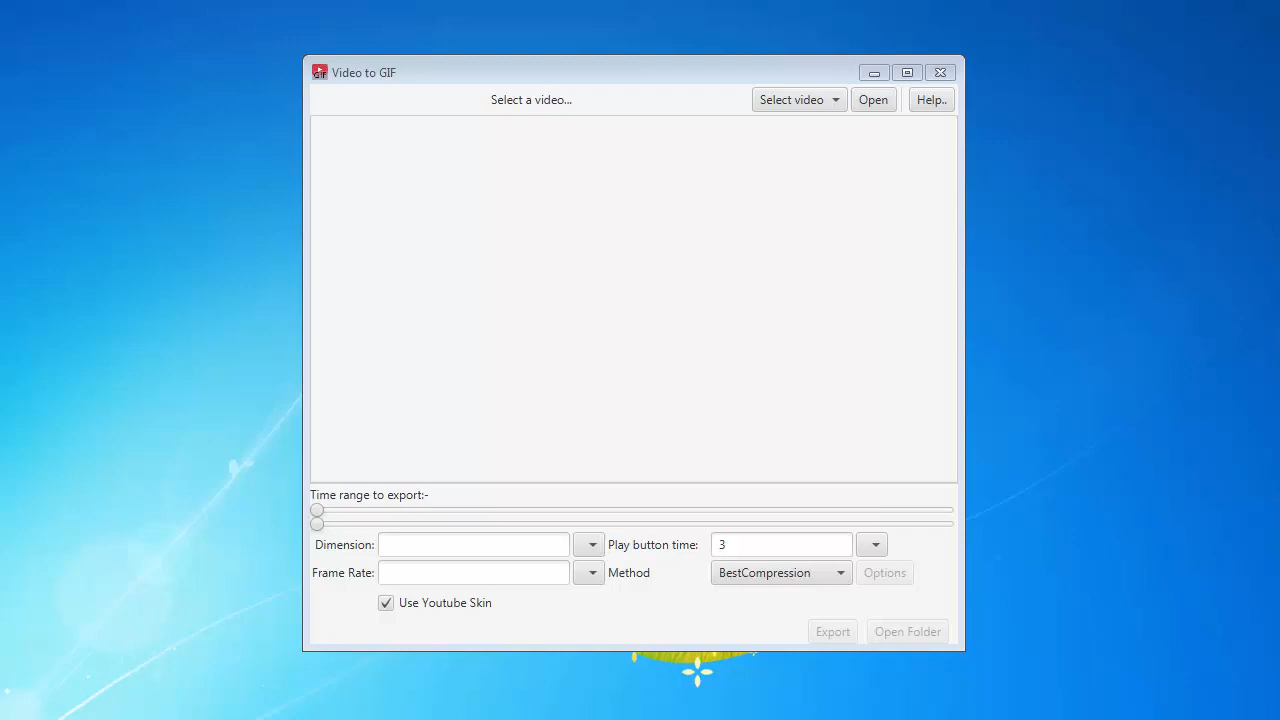 GIF Video to GIF
Select a video... Select video Open Help..
Time range to export:-
Dimension: Play button time: 3
Frame Rate: Method BestCompression Options
Use Youtube Skin
Export Open Folder